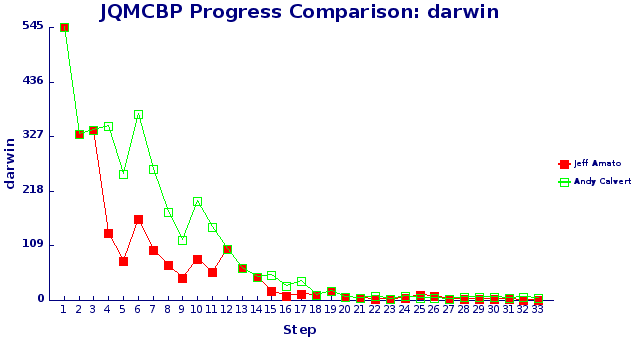 JQMCBP Progress Comparison: darwin
545
436
327
218
109
0
darwin
1 2 3 4 5 6 7 8 9 10 11 12 13 14 15 16 17 18 19 20 21 22 23 24 25 26 27 28 29 30 31 32 33
Step
Jeff Amato
Andy Calvert